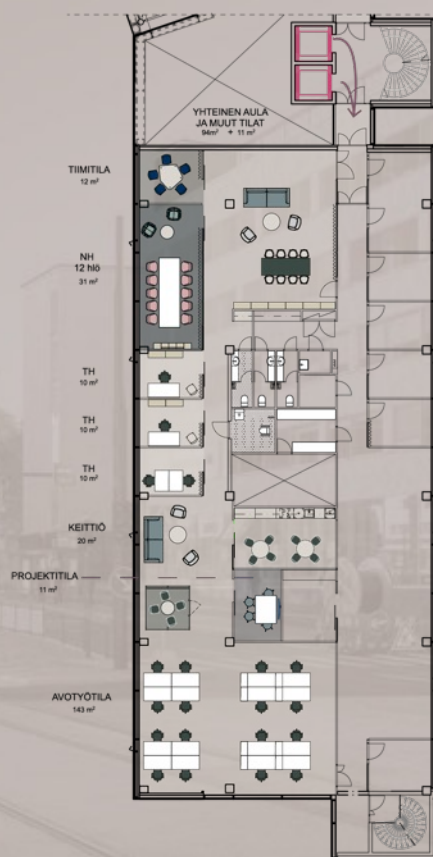 YHTEINEN AULA
JA MUUT TILAT
94m² + 11 m²
TIIMITILA
12 m²
NH
12 hlö
31 m²
TH
10 m²
TH
10 m²
TH
10 m²
KEITTIÖ
20 m²
PROJEKTITILA
11 m²
AVOTYÖTILA
143 m²